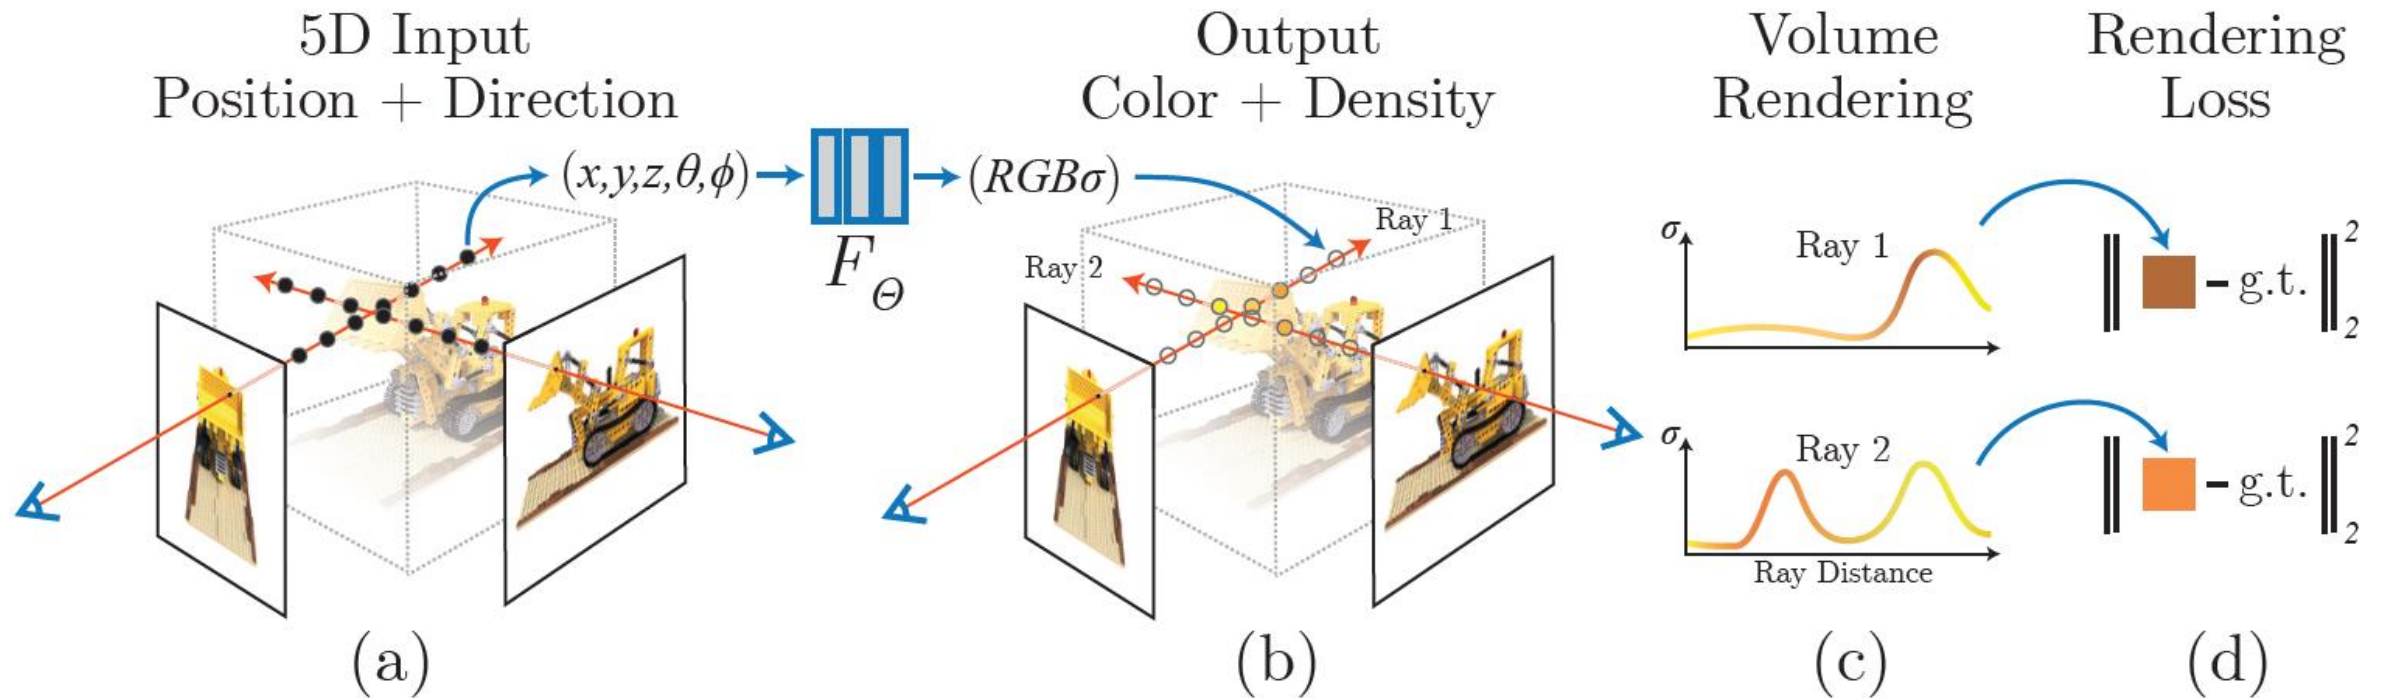 5D Input
Position + Direction
Output
Color + Density
Volume
Rendering
Rendering
Loss
(x,y,z,θ,ϕ)
F_Θ
(RGBσ)
Ray 1
Ray 2
σ
Ray 1
‖ - g.t. ‖²₂
σ
Ray 2
Ray Distance
‖ - g.t. ‖²₂
(a)
(b)
(c)
(d)